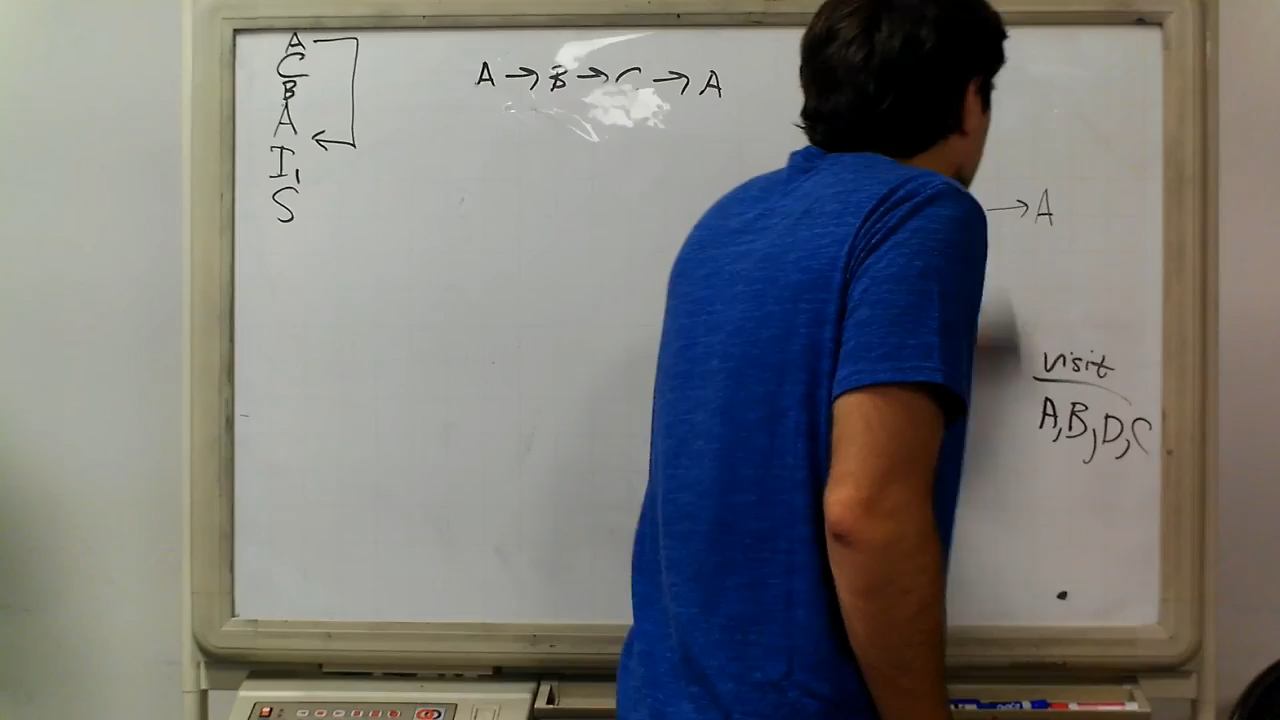 A
C
B
A
I,
S
A → B → C → A
→ A
visit
A, B, D, C